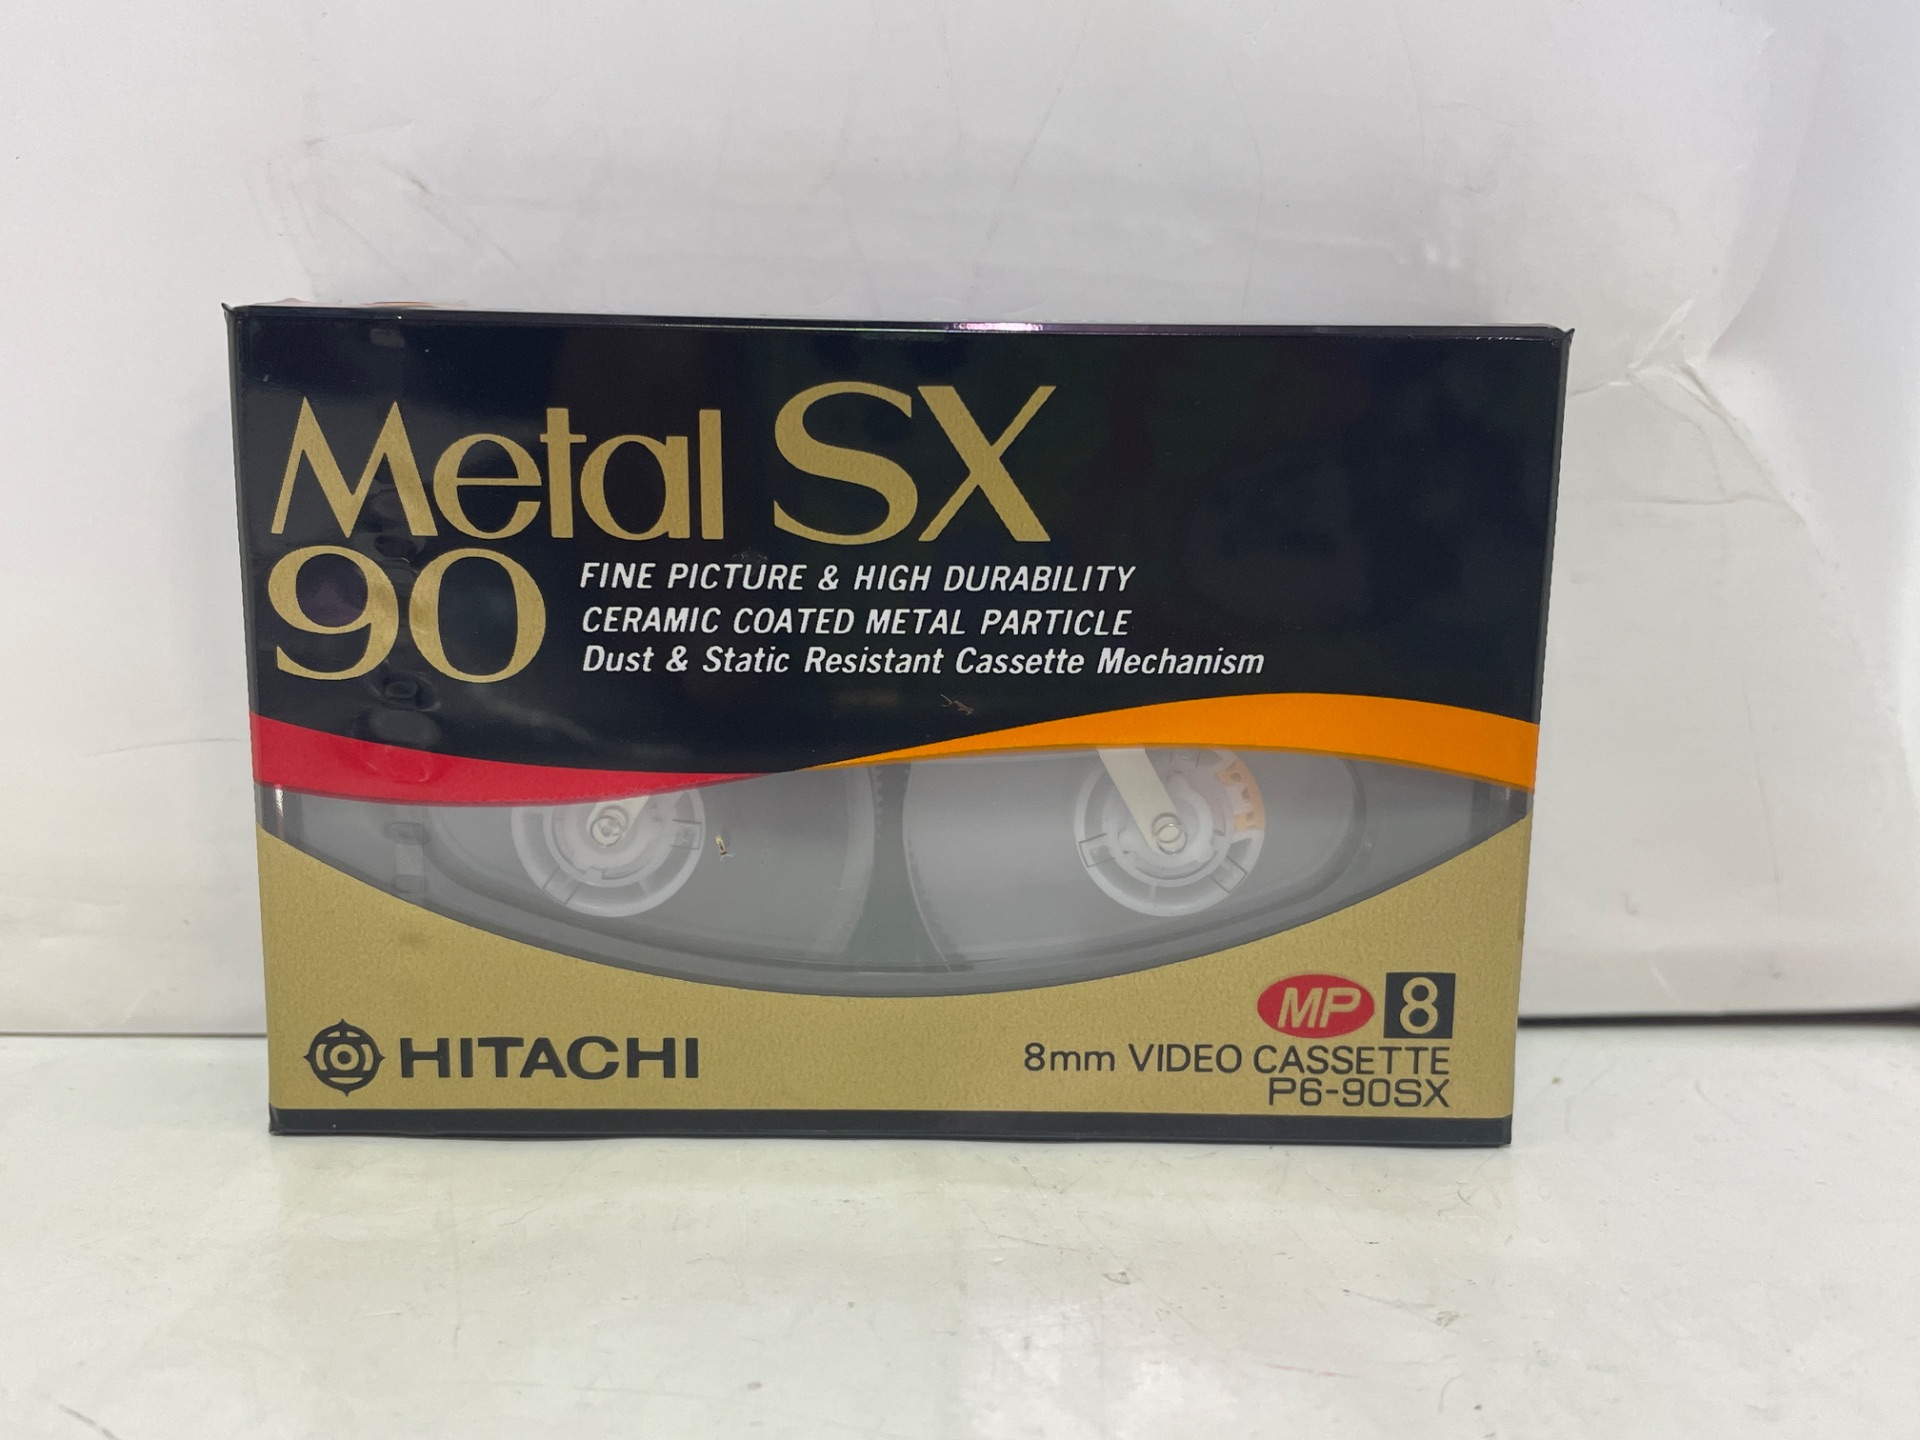 Metal SX
90
FINE PICTURE & HIGH DURABILITY
CERAMIC COATED METAL PARTICLE
Dust & Static Resistant Cassette Mechanism
HITACHI
MP 8
8mm VIDEO CASSETTE
P6-90SX